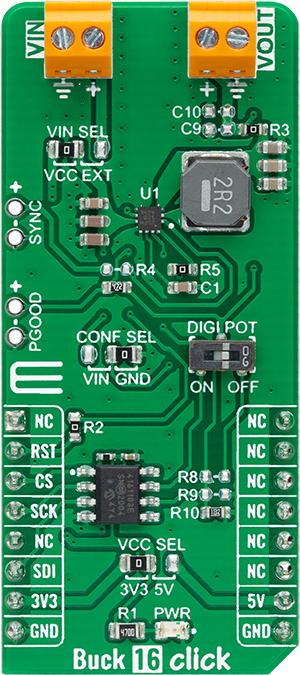 VIN
VOUT
+
+
C10
C9
R3
VIN SEL
VCC EXT
U1
2R2
+
SYNC
R4
R5
C1
+
PGOOD
CONF SEL
VIN GND
DIGI POT
ON OFF
NC
NC
R2
RST
NC
CS
NC
R8
SCK
R9
NC
R10
NC
NC
VCC SEL
SDI
NC
3V3 5V
3V3
5V
R1
PWR
4700
GND
GND
Buck 16 click